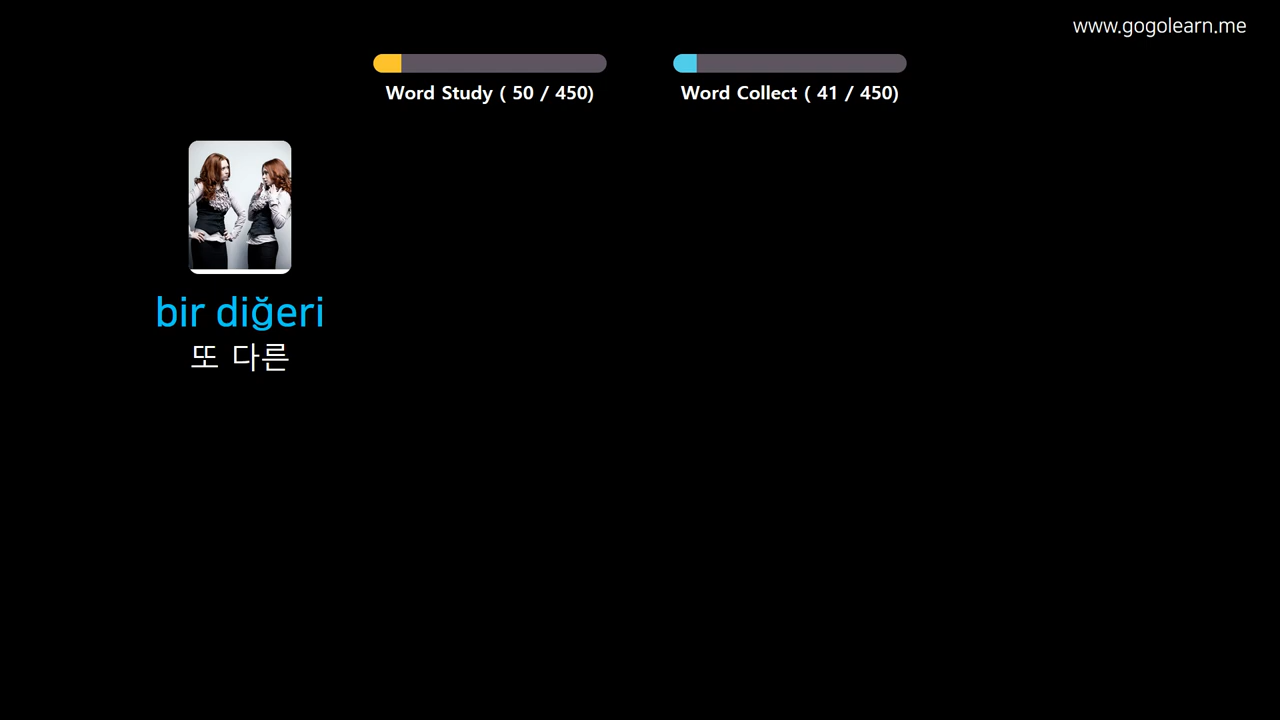 www.gogolearn.me
Word Study ( 50 / 450)
Word Collect ( 41 / 450)
bir diğeri
또 다른